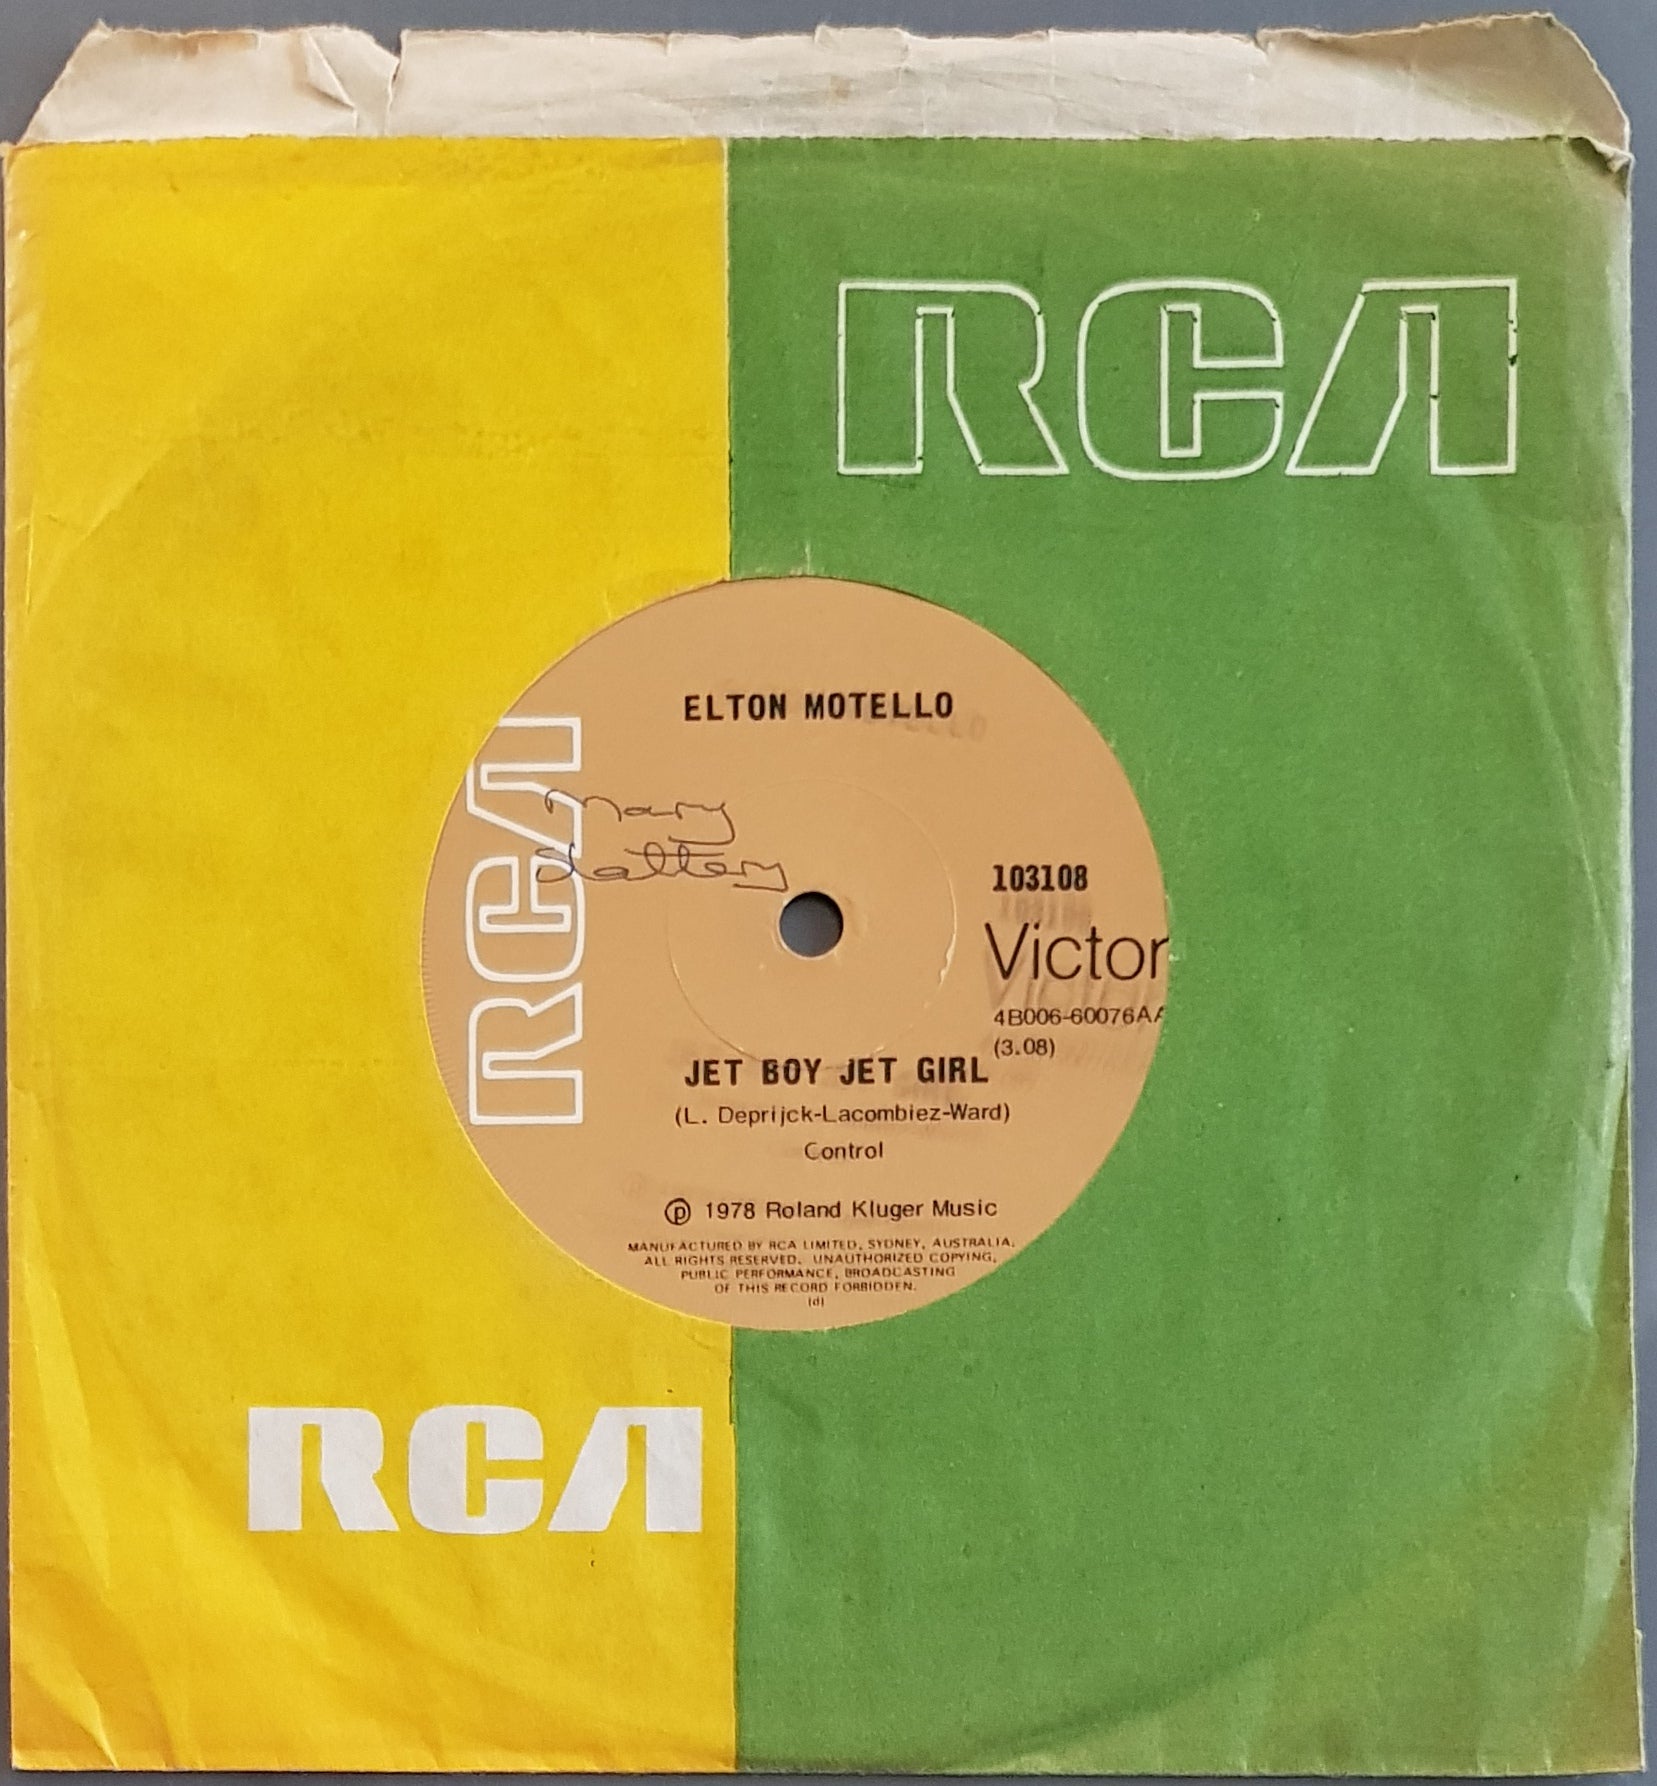 RCA
ELTON MOTELLO
RCA
Mary
Slattery
103108
Victor
4B006-60076AA
(3.08)
JET BOY JET GIRL
(L. Deprijck-Lacombiez-Ward)
Control
Ⓟ 1978 Roland Kluger Music
MANUFACTURED BY RCA LIMITED, SYDNEY, AUSTRALIA.
ALL RIGHTS RESERVED. UNAUTHORIZED COPYING,
PUBLIC PERFORMANCE, BROADCASTING
OF THIS RECORD FORBIDDEN.
(d)
RCA